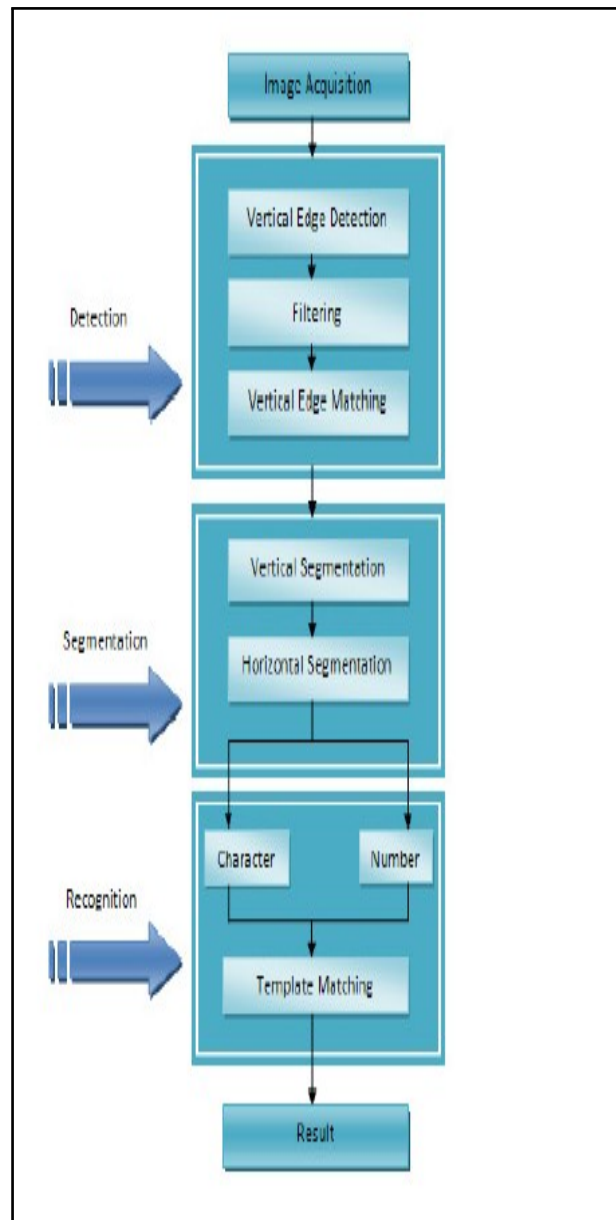 Image Acquisition
Vertical Edge Detection
Detection
Filtering
Vertical Edge Matching
Vertical Segmentation
Segmentation
Horizontal Segmentation
Character
Number
Recognition
Template Matching
Result